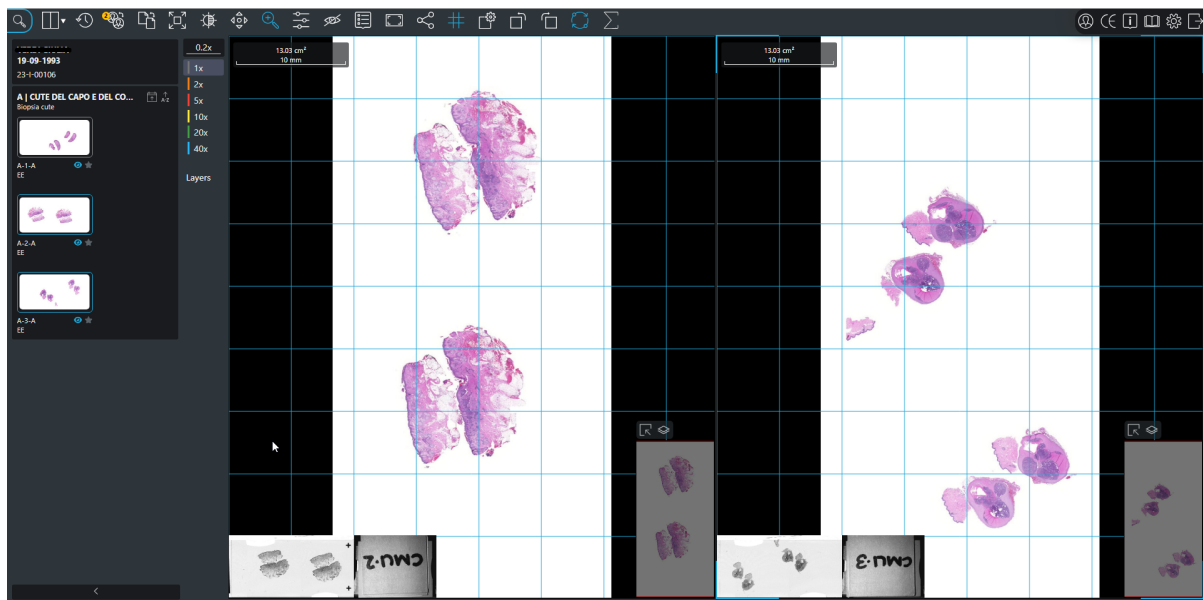 2
CE
19-09-1993
23-I-00106
A | CUTE DEL CAPO E DEL CO...
Biopsia cute
A-Z
A-1-A
EE
A-2-A
EE
A-3-A
EE
0.2x
1x
2x
5x
10x
20x
40x
Layers
13.03 cm²
10 mm
CMU-2
13.03 cm²
10 mm
CMU-3